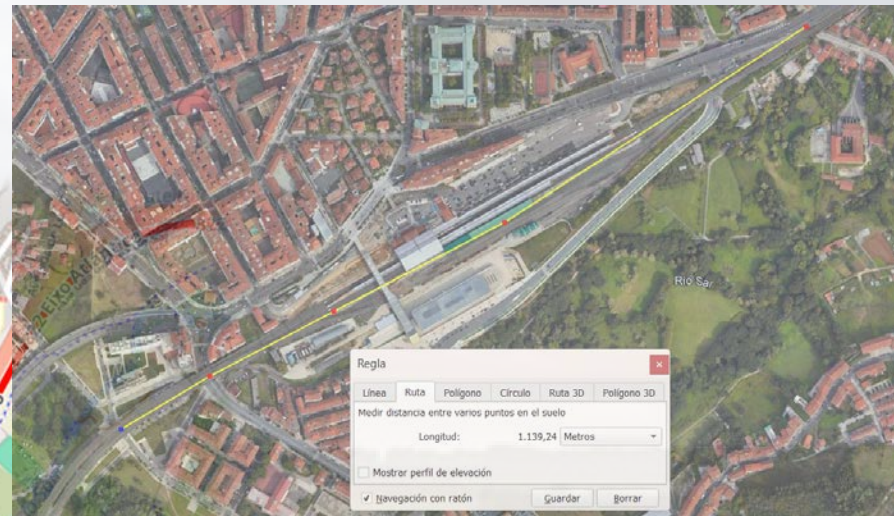 Río Sar
Regla
Línea Ruta Polígono Círculo Ruta 3D Polígono 3D
Medir distancia entre varios puntos en el suelo
Longitud: 1.139,24 Metros
Mostrar perfil de elevación
Navegación con ratón Guardar Borrar